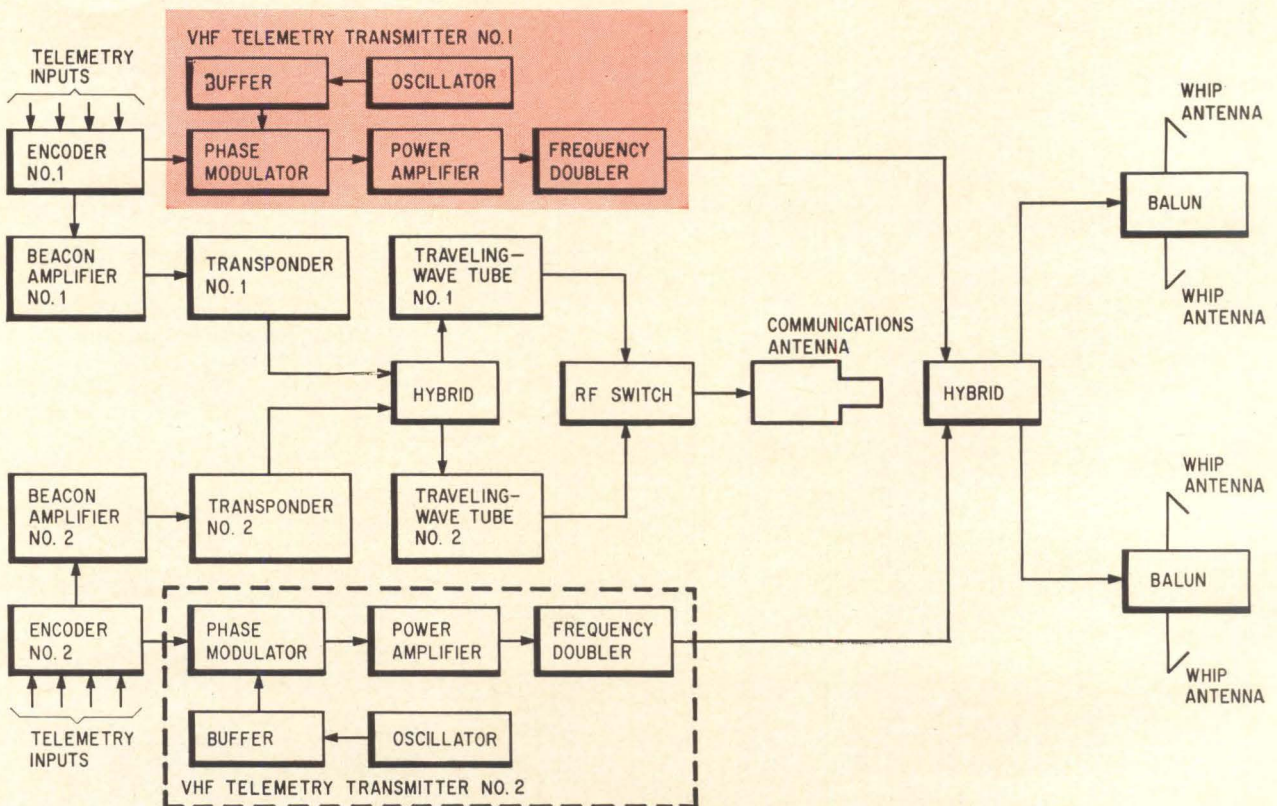 VHF TELEMETRY TRANSMITTER NO.1
TELEMETRY
INPUTS
BUFFER
OSCILLATOR
ENCODER
NO.1
PHASE
MODULATOR
POWER
AMPLIFIER
FREQUENCY
DOUBLER
WHIP
ANTENNA
BALUN
WHIP
ANTENNA
BEACON
AMPLIFIER
NO. 1
TRANSPONDER
NO. 1
TRAVELING–
WAVE TUBE
NO. 1
COMMUNICATIONS
ANTENNA
HYBRID
RF SWITCH
HYBRID
BEACON
AMPLIFIER
NO. 2
TRANSPONDER
NO. 2
TRAVELING–
WAVE TUBE
NO. 2
WHIP
ANTENNA
BALUN
WHIP
ANTENNA
ENCODER
NO. 2
PHASE
MODULATOR
POWER
AMPLIFIER
FREQUENCY
DOUBLER
BUFFER
OSCILLATOR
TELEMETRY
INPUTS
VHF TELEMETRY TRANSMITTER NO. 2